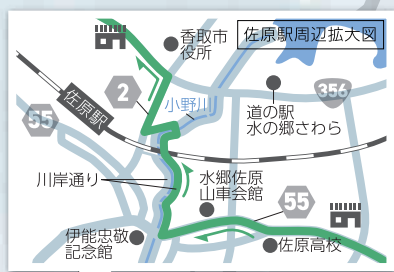 香取市
役所
佐原駅周辺拡大図
佐原駅
2
小野川
356
55
道の駅
水の郷さわら
川岸通り
水郷佐原
山車会館
55
伊能忠敬
記念館
佐原高校